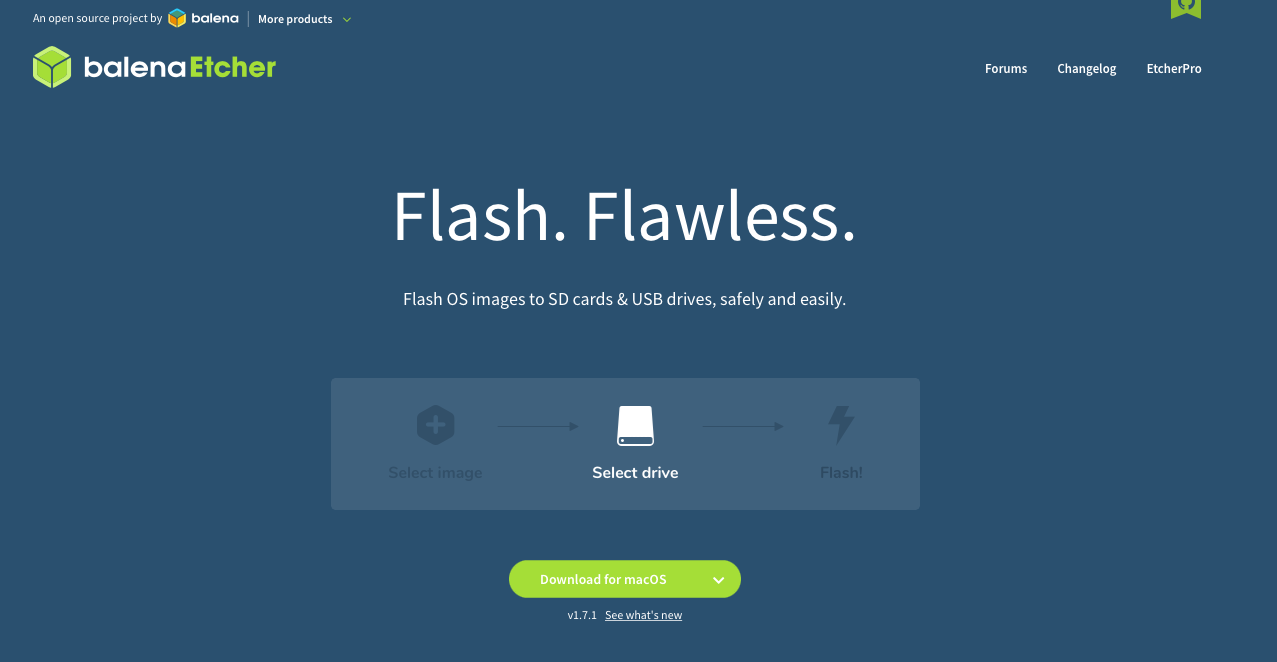 An open source project by balena More products
balenaEtcher
Forums Changelog EtcherPro
Flash. Flawless.
Flash OS images to SD cards & USB drives, safely and easily.
Select image Select drive Flash!
Download for macOS
v1.7.1 See what's new